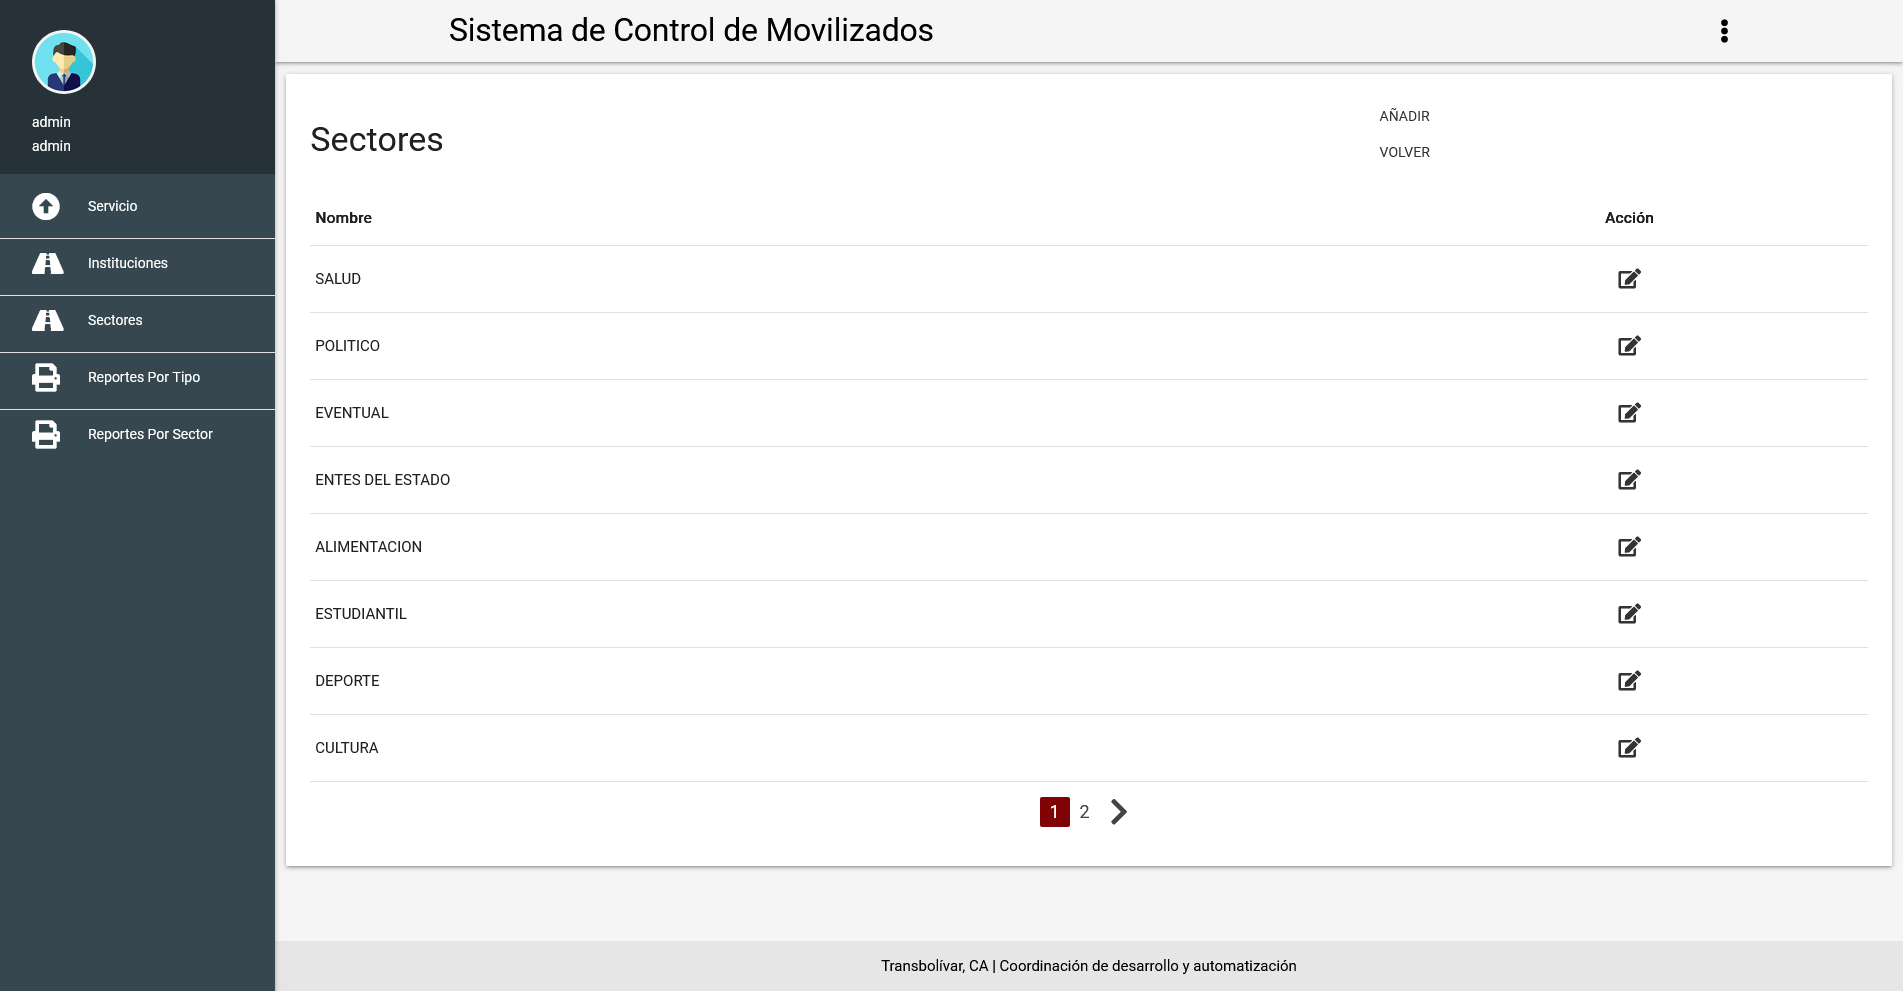 admin
admin
Servicio
Instituciones
Sectores
Reportes Por Tipo
Reportes Por Sector
Sistema de Control de Movilizados
Sectores
AÑADIR
VOLVER
Nombre Acción
SALUD
POLITICO
EVENTUAL
ENTES DEL ESTADO
ALIMENTACION
ESTUDIANTIL
DEPORTE
CULTURA
1 2
Transbolívar, CA | Coordinación de desarrollo y automatización